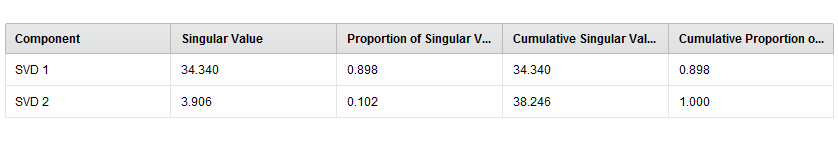 Component Singular Value Proportion of Singular V... Cumulative Singular Val... Cumulative Proportion o...
SVD 1 34.340 0.898 34.340 0.898
SVD 2 3.906 0.102 38.246 1.000